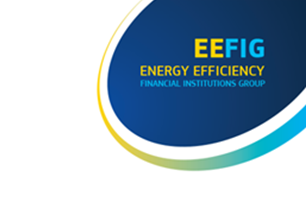 EEFIG
ENERGY EFFICIENCY
FINANCIAL INSTITUTIONS GROUP